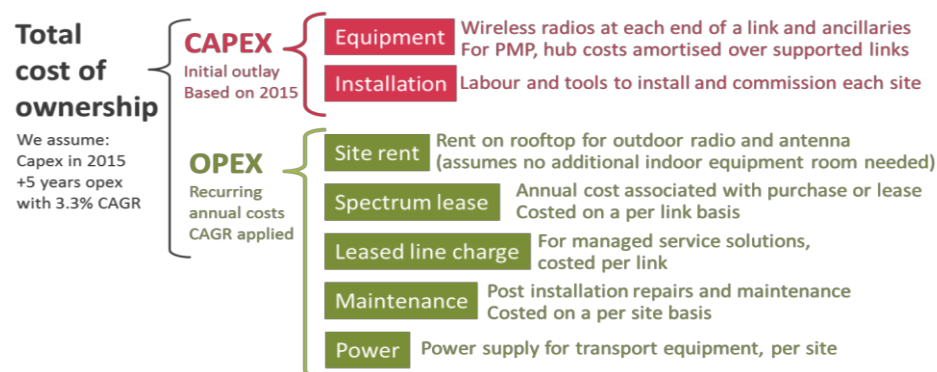 Total
cost of
ownership
We assume:
Capex in 2015
+5 years opex
with 3.3% CAGR
CAPEX
Initial outlay
Based on 2015
Equipment
Wireless radios at each end of a link and ancillaries
For PMP, hub costs amortised over supported links
Installation
Labour and tools to install and commission each site
OPEX
Recurring
annual costs
CAGR applied
Site rent
Rent on rooftop for outdoor radio and antenna
(assumes no additional indoor equipment room needed)
Spectrum lease
Annual cost associated with purchase or lease
Costed on a per link basis
Leased line charge
For managed service solutions,
costed per link
Maintenance
Post installation repairs and maintenance
Costed on a per site basis
Power
Power supply for transport equipment, per site